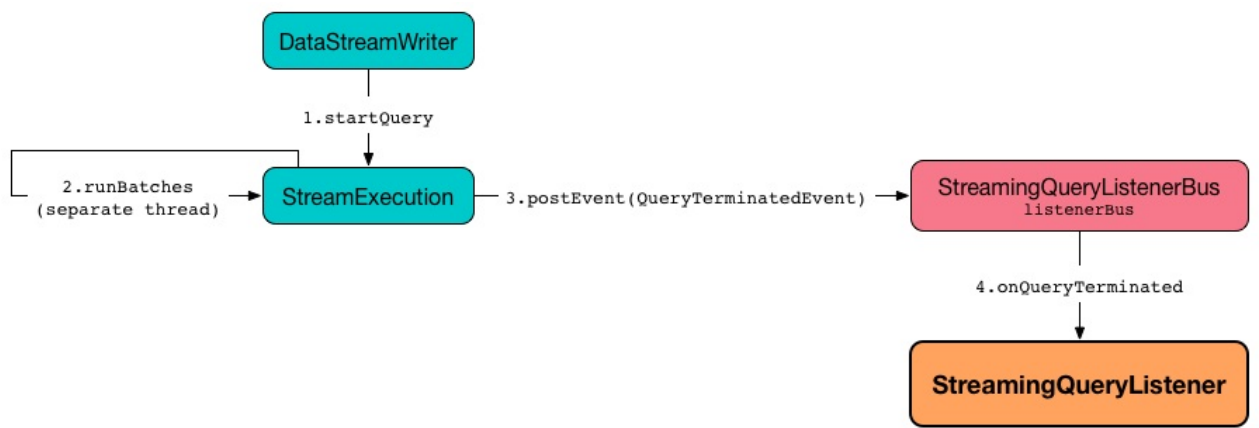 DataStreamWriter
1.startQuery
2.runBatches
(separate thread)
StreamExecution
3.postEvent(QueryTerminatedEvent)
StreamingQueryListenerBus
listenerBus
4.onQueryTerminated
StreamingQueryListener